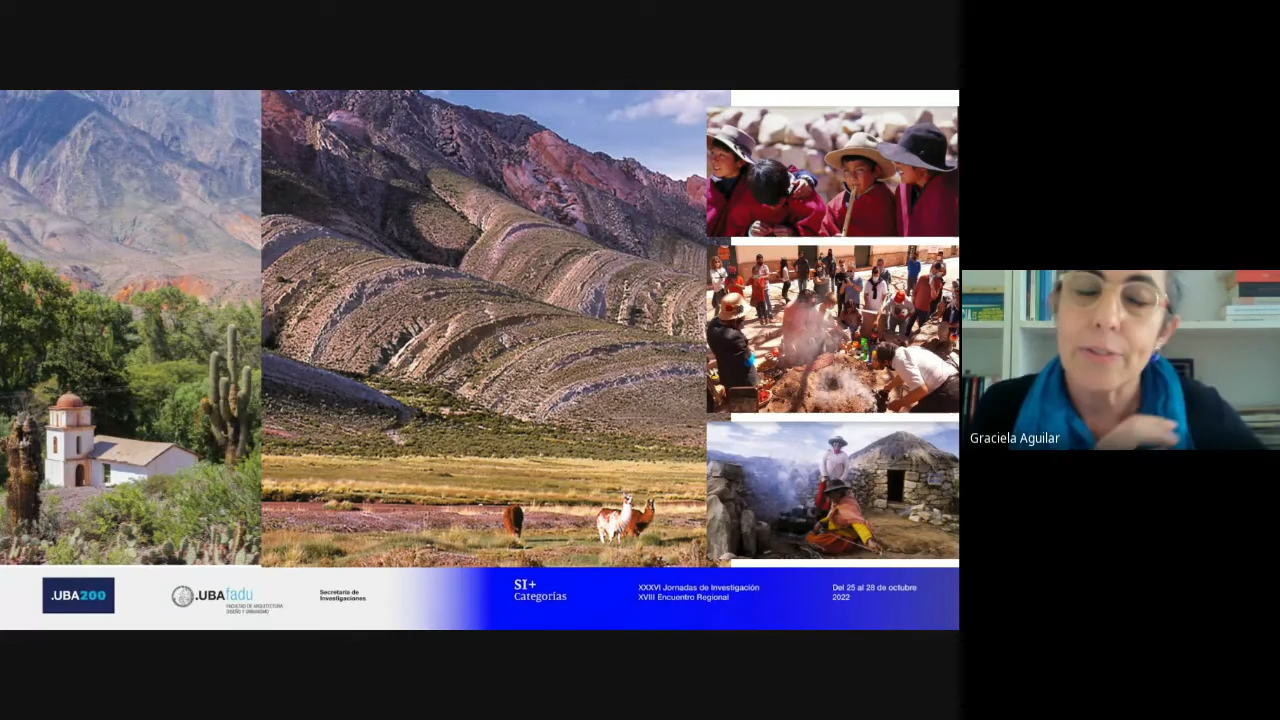 .UBA200
.UBAfadu
FACULTAD DE ARQUITECTURA
DISEÑO Y URBANISMO
Secretaría de
Investigaciones
SI+
Categorías
XXXVI Jornadas de Investigación
XVIII Encuentro Regional
Del 25 al 28 de octubre
2022
Graciela Aguilar